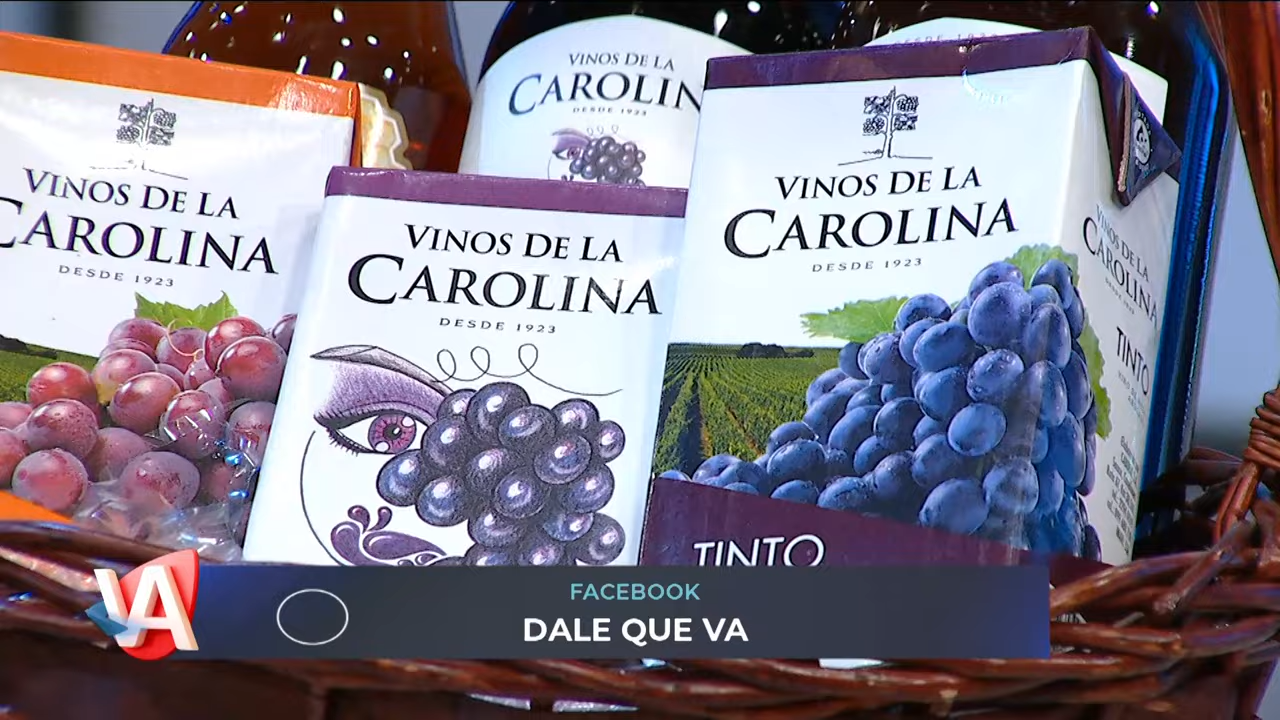 VINOS DE LA
CAROLINA
DESDE 1923
VINOS DE LA
CAROLIN
DESDE 1923
VINOS DE LA
CAROLINA
DESDE 1923
VINOS DE LA
CAROLINA
DESDE 1923
TINTO
VINOS DE LA
CAROLINA
TINTO
VA
FACEBOOK
DALE QUE VA